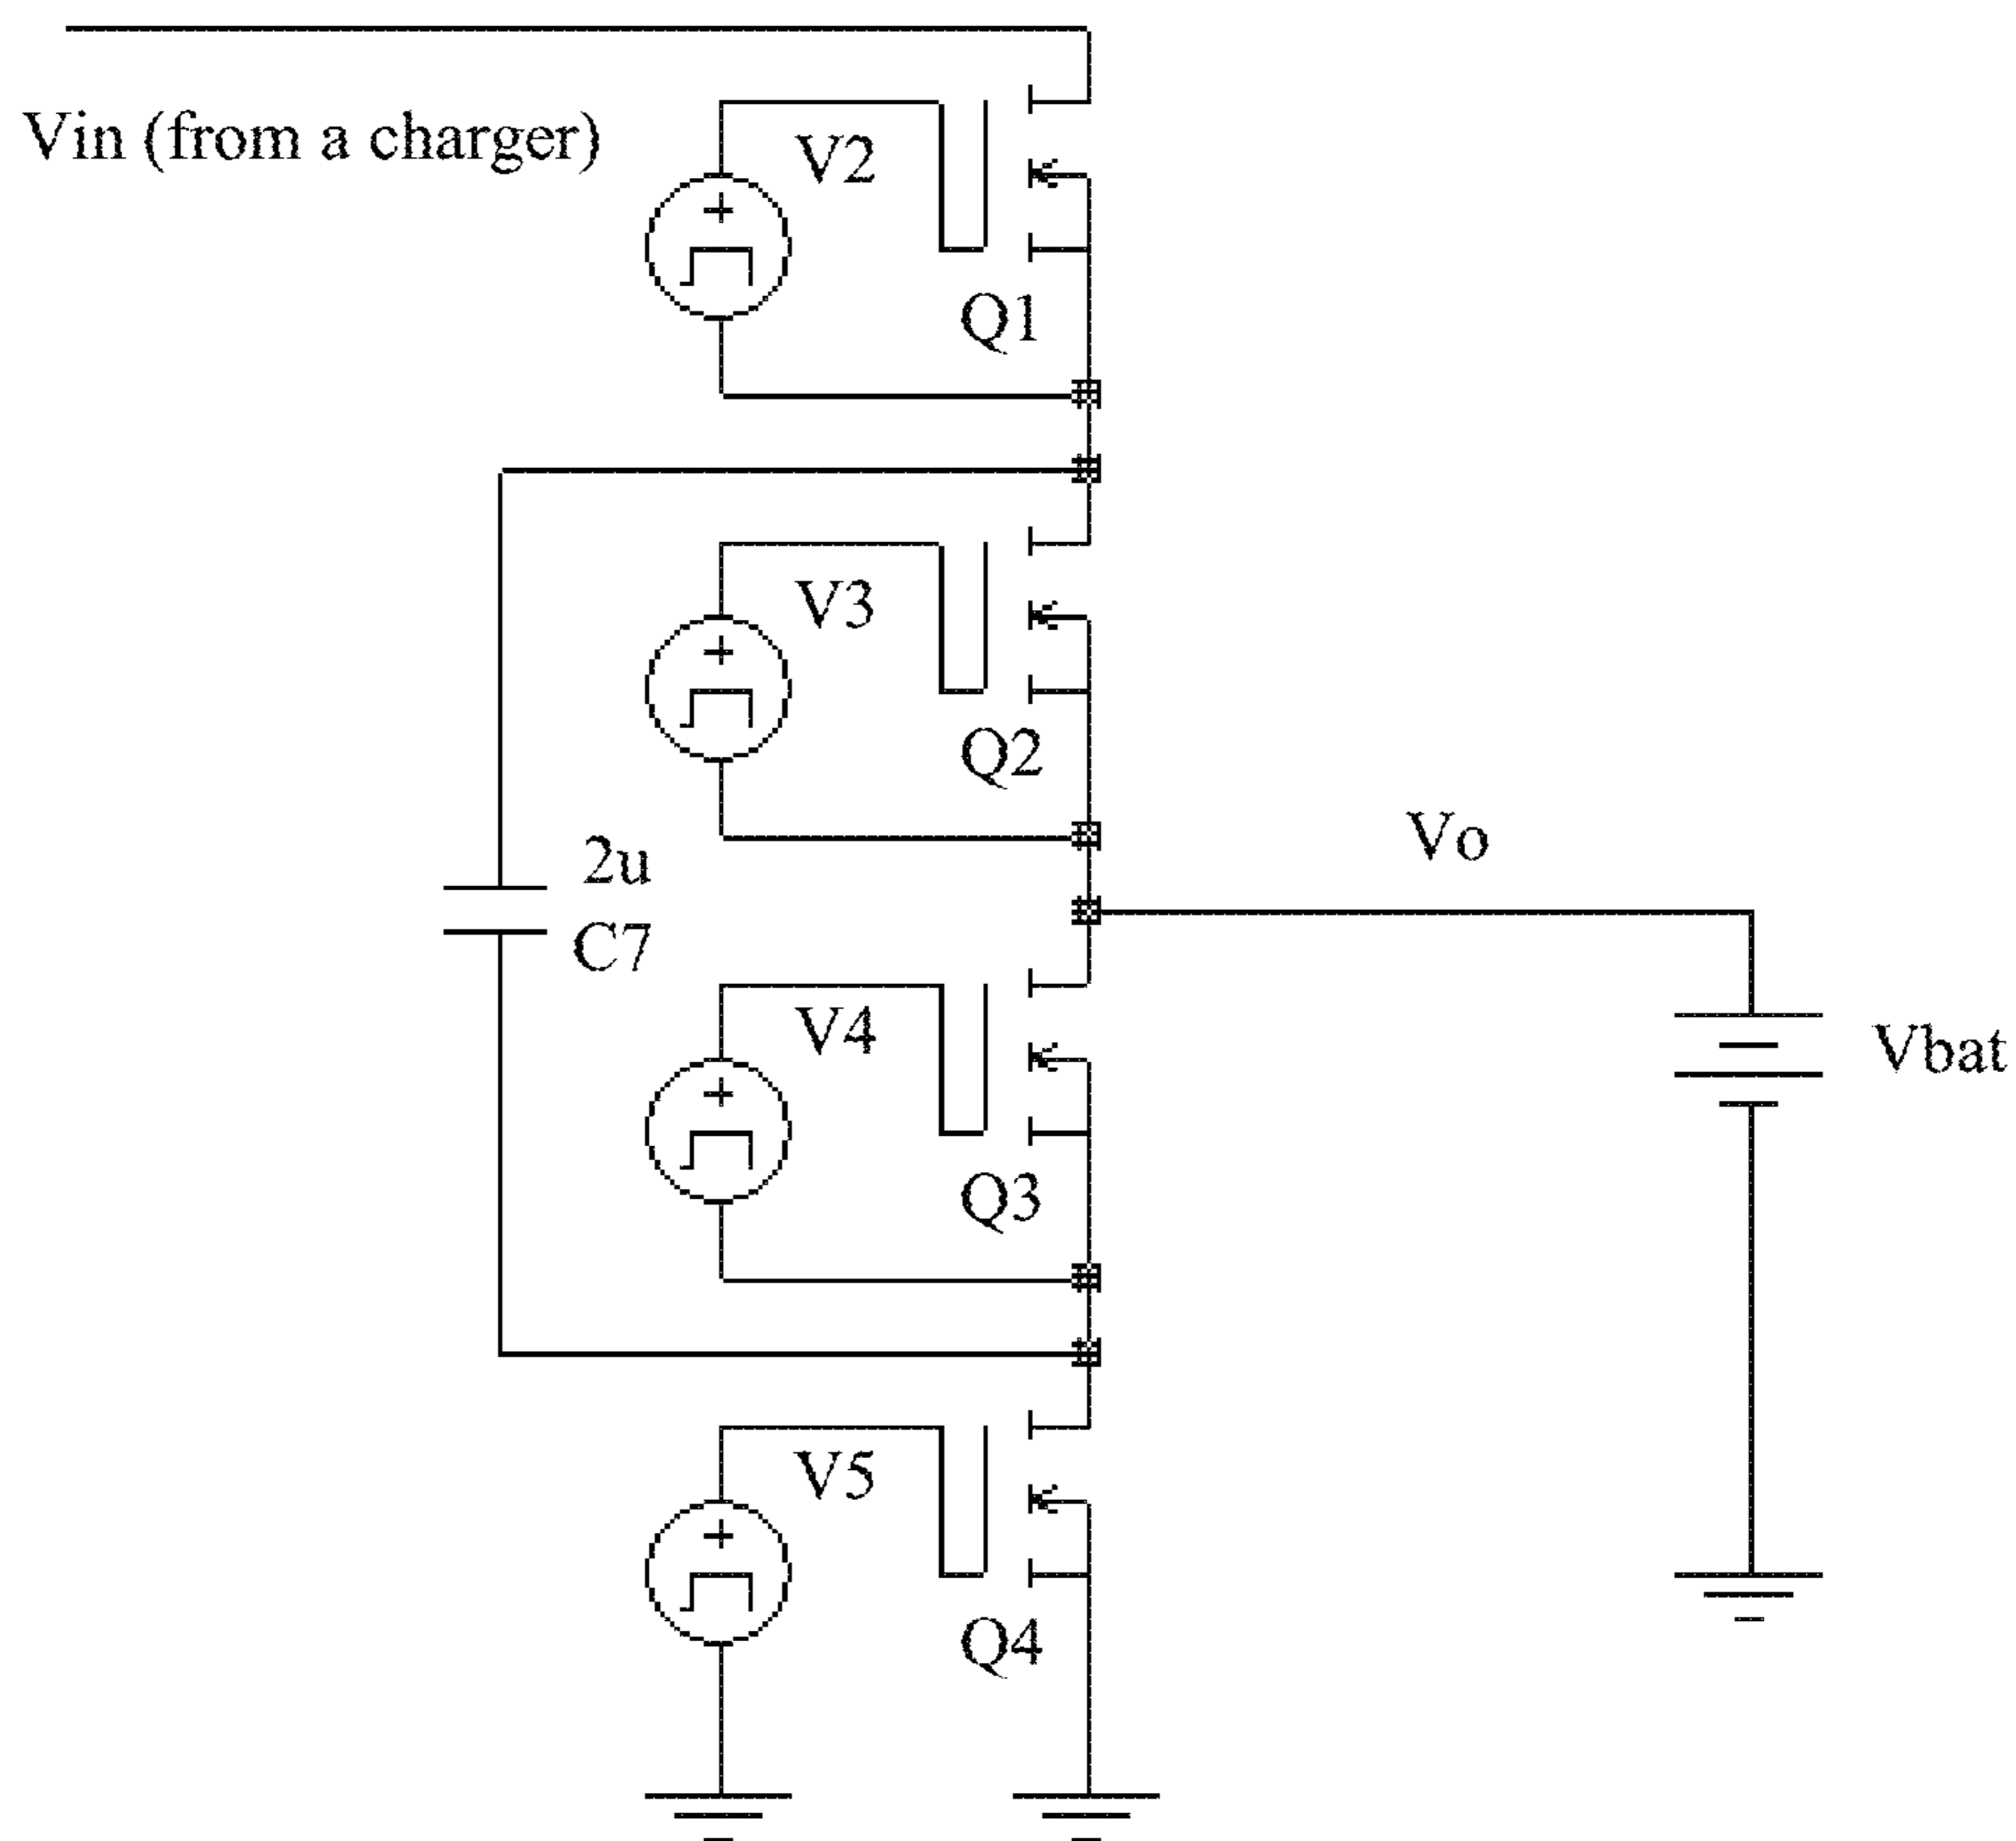 Vin (from a charger)
V2
Q1
V3
Q2
2u
C7
Vo
V4
Vbat
Q3
V5
Q4